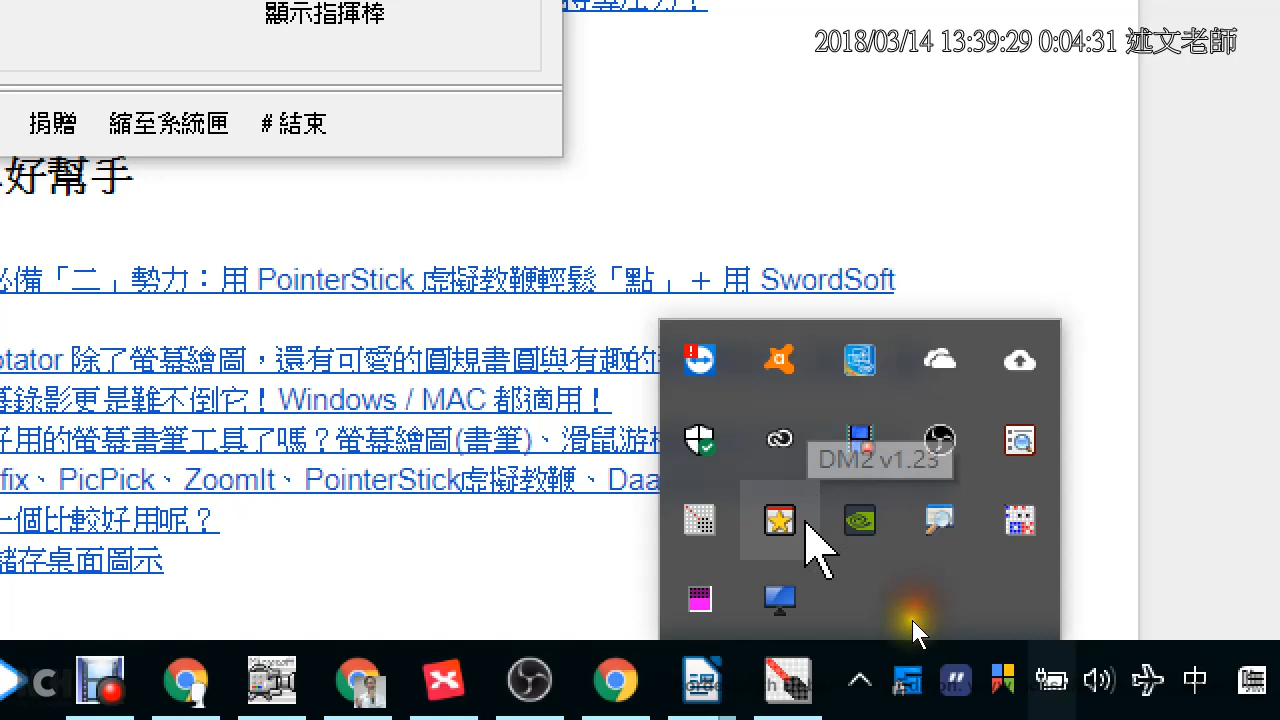 顯示指揮棒
2018/03/14 13:39:29 0:04:31 述文老師
捐贈 縮至系統匣 # 結束
好幫手
必備「二」勢力：用 PointerStick 虛擬教鞭輕鬆「點」＋ 用 SwordSoft
otator 除了螢幕繪圖，還有可愛的圓規畫圓與有趣的
幕錄影更是難不倒它！Windows / MAC 都適用！
好用的螢幕畫筆工具了嗎？螢幕繪圖(畫筆)、滑鼠游標
fix、PicPick、ZoomIt、PointerStick虛擬教鞭、Daa
DM2 v1.23
一個比較好用呢？
儲存桌面圖示
中